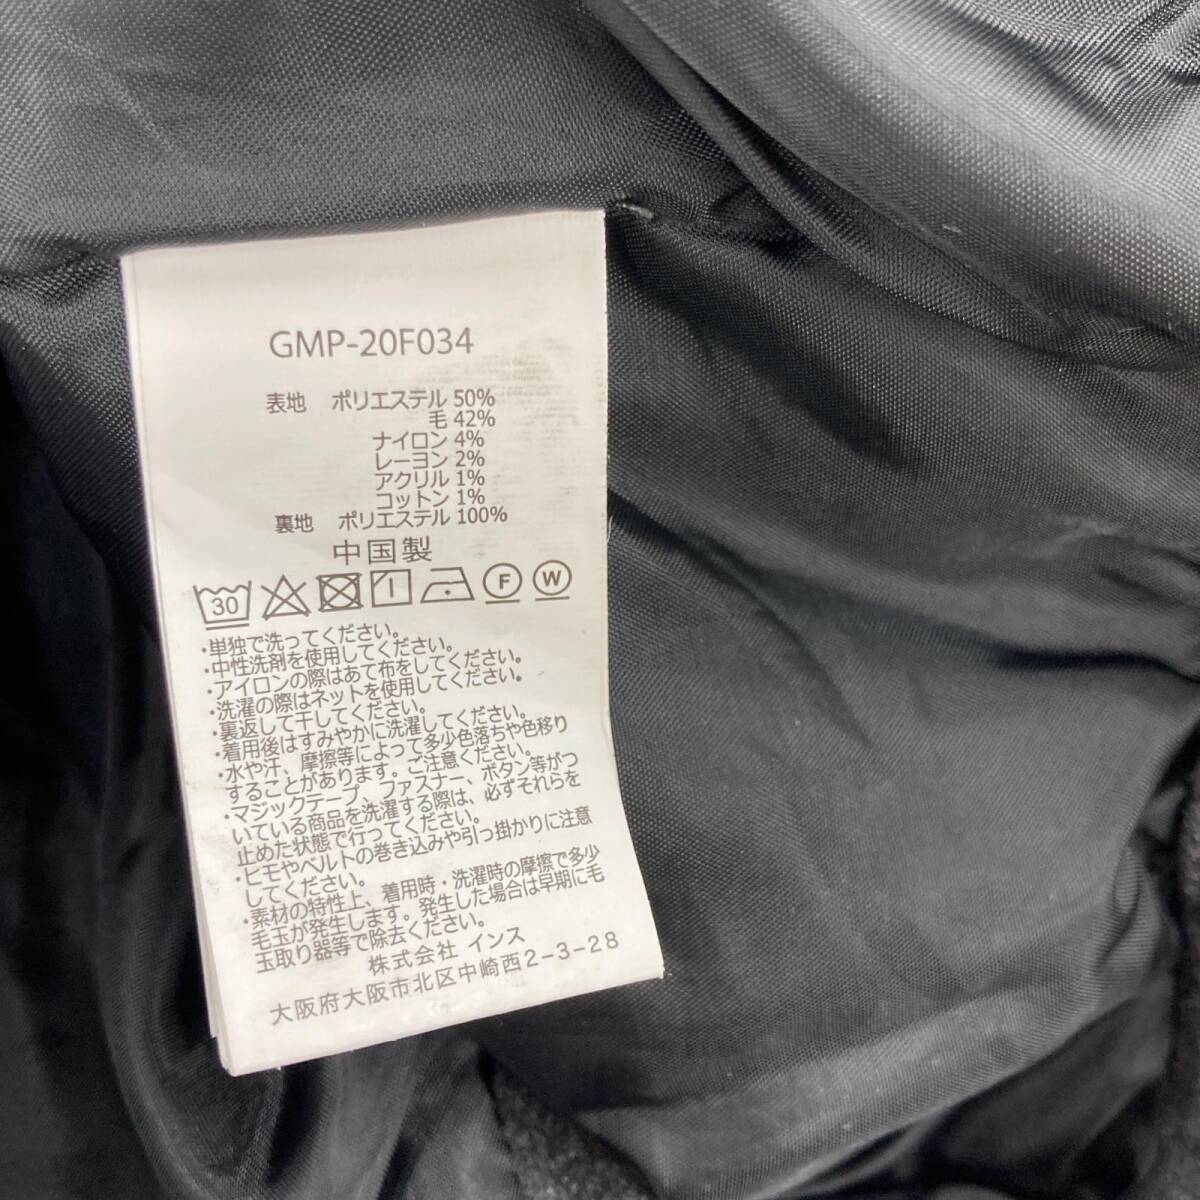 GMP-20F034
表地 ポリエステル 50%
毛 42%
ナイロン 4%
レーヨン 2%
アクリル 1%
コットン 1%
裏地 ポリエステル 100%
中国製
30 F W
・単独で洗ってください。
・中性洗剤を使用してください。
・アイロンの際はあて布をしてください。
・洗濯の際はネットを使用してください。
・裏返して干してください。
・着用後はすみやかに洗濯してください。
・水や汗、摩擦等によって多少色落ちや色移り
することがあります。ご注意ください。
・マジックテープ、ファスナー、ボタン等がつ
いている商品を洗濯する際は、必ずそれらを
止めた状態で行ってください。
・ヒモやベルトの巻き込みや引っ掛かりに注意
してください。
・素材の特性上、着用時・洗濯時の摩擦で多少
毛玉が発生します。発生した場合は早期に毛
玉取り器等で除去ください。
株式会社 インス
大阪府大阪市北区中崎西2-3-28